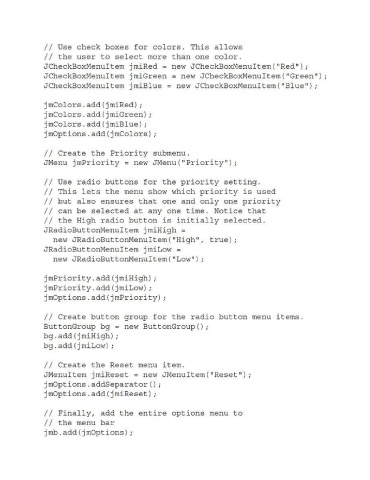 // Use check boxes for colors. This allows
// the user to select more than one color.
JCheckBoxMenuItem jmiRed = new JCheckBoxMenuItem("Red");
JCheckBoxMenuItem jmiGreen = new JCheckBoxMenuItem("Green");
JCheckBoxMenuItem jmiBlue = new JCheckBoxMenuItem("Blue");
jmColors.add(jmiRed);
jmColors.add(jmiGreen);
jmColors.add(jmiBlue);
jmOptions.add(jmColors);
// Create the Priority submenu.
JMenu jmPriority = new JMenu("Priority");
// Use radio buttons for the priority setting.
// This lets the menu show which priority is used
// but also ensures that one and only one priority
// can be selected at any one time. Notice that
// the High radio button is initially selected.
JRadioButtonMenuItem jmiHigh =
new JRadioButtonMenuItem("High", true);
JRadioButtonMenuItem jmiLow =
new JRadioButtonMenuItem("Low");
jmPriority.add(jmiHigh);
jmPriority.add(jmiLow);
jmOptions.add(jmPriority);
// Create button group for the radio button menu items.
ButtonGroup bg = new ButtonGroup();
bg.add(jmiHigh);
bg.add(jmiLow);
// Create the Reset menu item.
JMenuItem jmiReset = new JMenuItem("Reset");
jmOptions.addSeparator();
jmOptions.add(jmiReset);
// Finally, add the entire options menu to
// the menu bar
jmb.add(jmOptions);